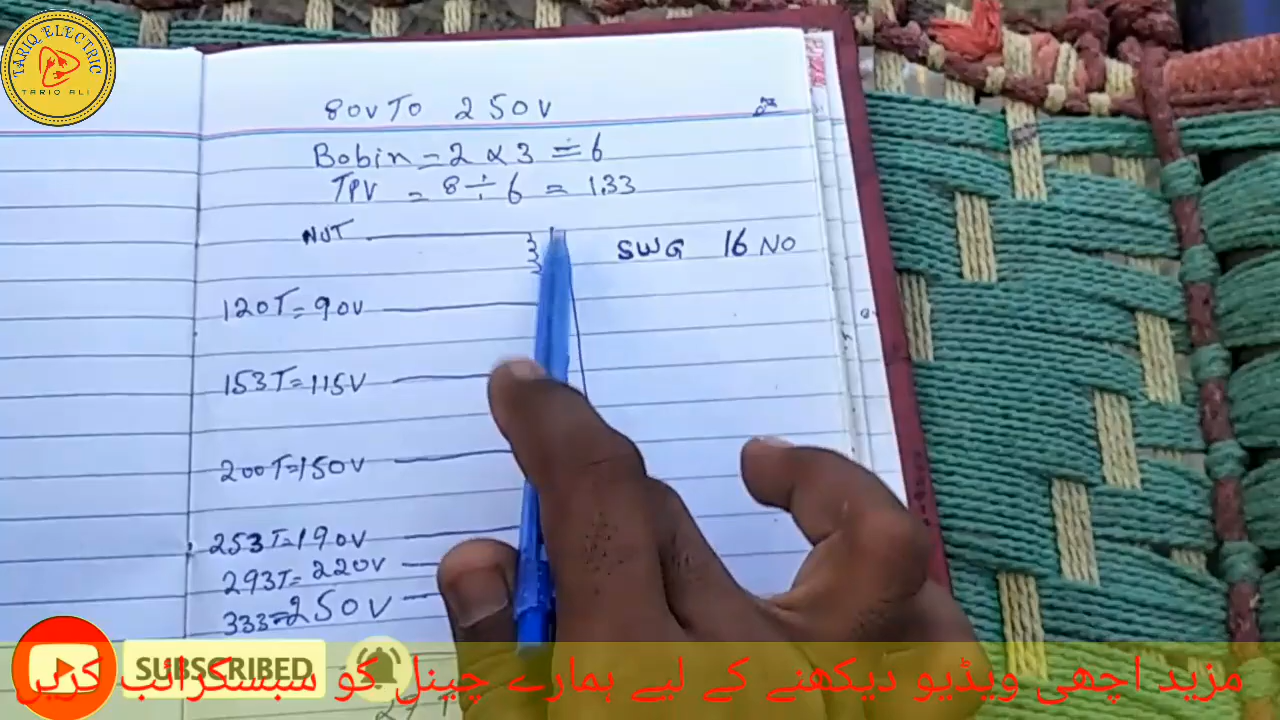 TARIQ ELECTRIC
TARIQ ALI
80V TO 250V
Bobin = 2 x 3 = 6
TPV = 8 ÷ 6 = 1.33
NUT
SWG 16 NO
120T = 90V
153T = 115V
200T = 150V
253T = 190V
293T = 220V
333 = 250V
SUBSCRIBED
مزید اچھی ویڈیو دیکھنے کے لیے ہمارے چینل کو سبسکرائب کریں